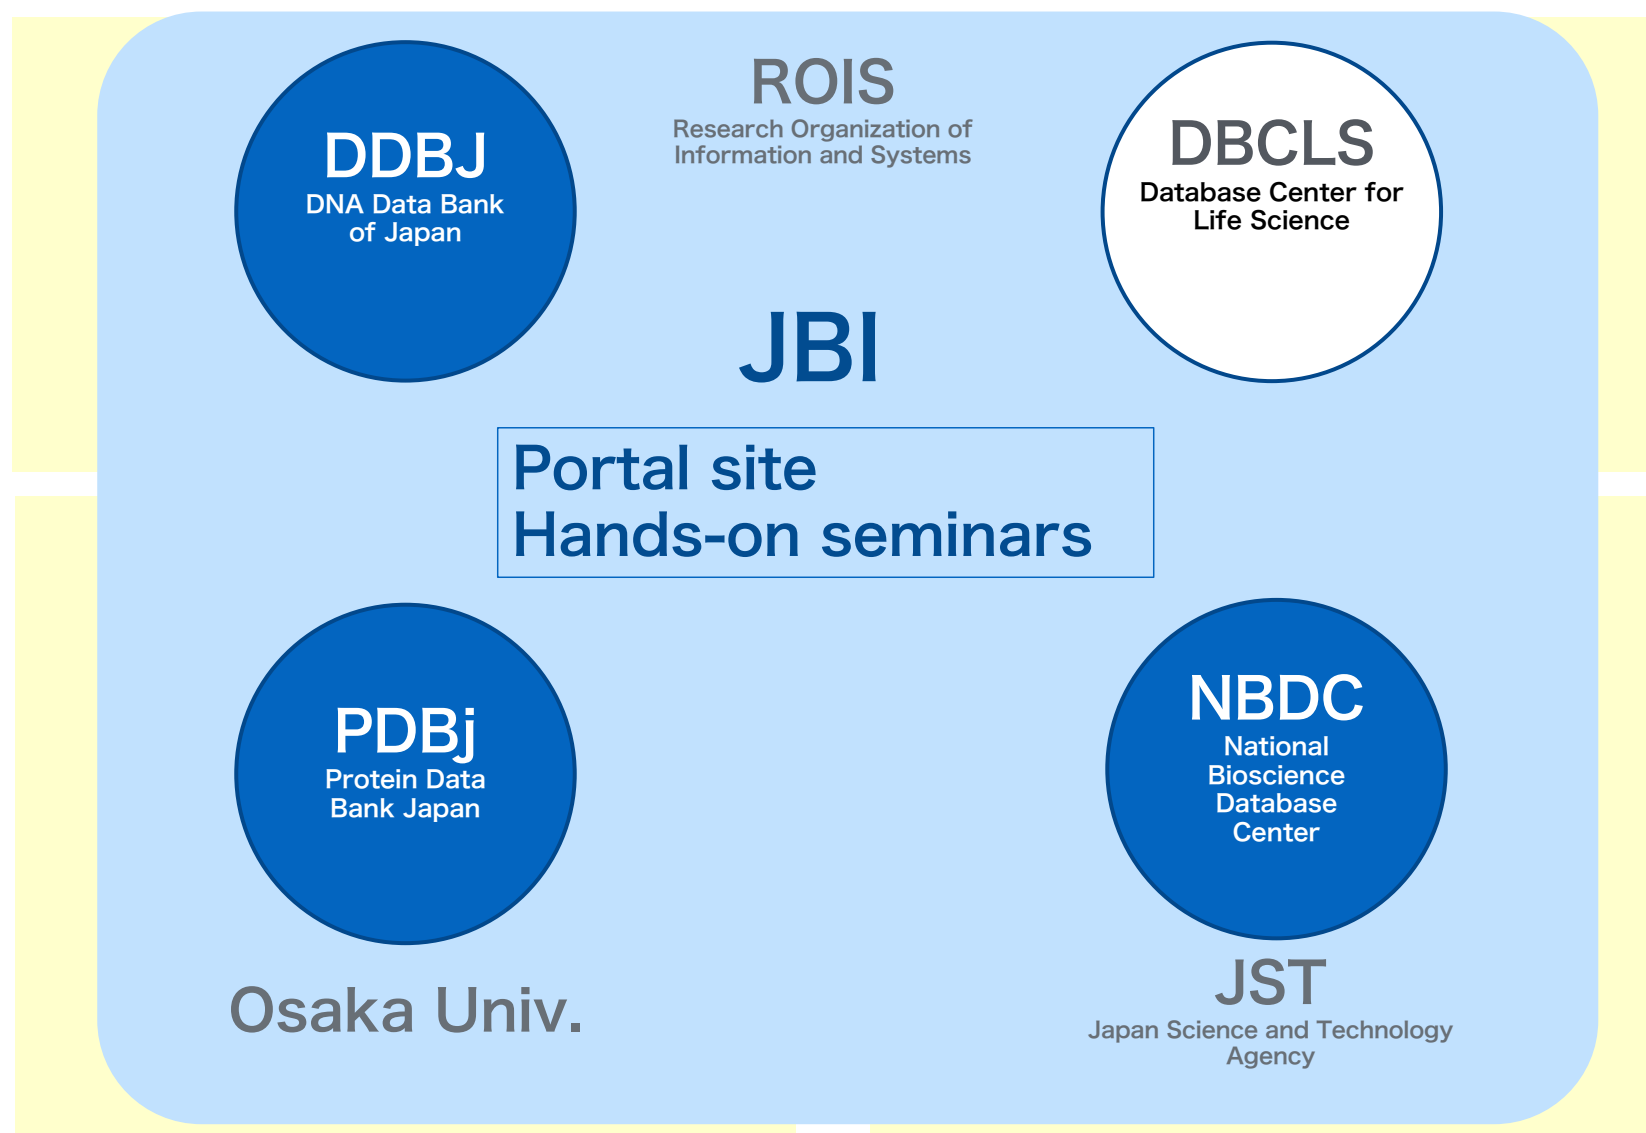 DDBJ
DNA Data Bank
of Japan
ROIS
Research Organization of
Information and Systems
DBCLS
Database Center for
Life Science
JBI
Portal site
Hands-on seminars
PDBj
Protein Data
Bank Japan
NBDC
National
Bioscience
Database
Center
Osaka Univ.
JST
Japan Science and Technology
Agency